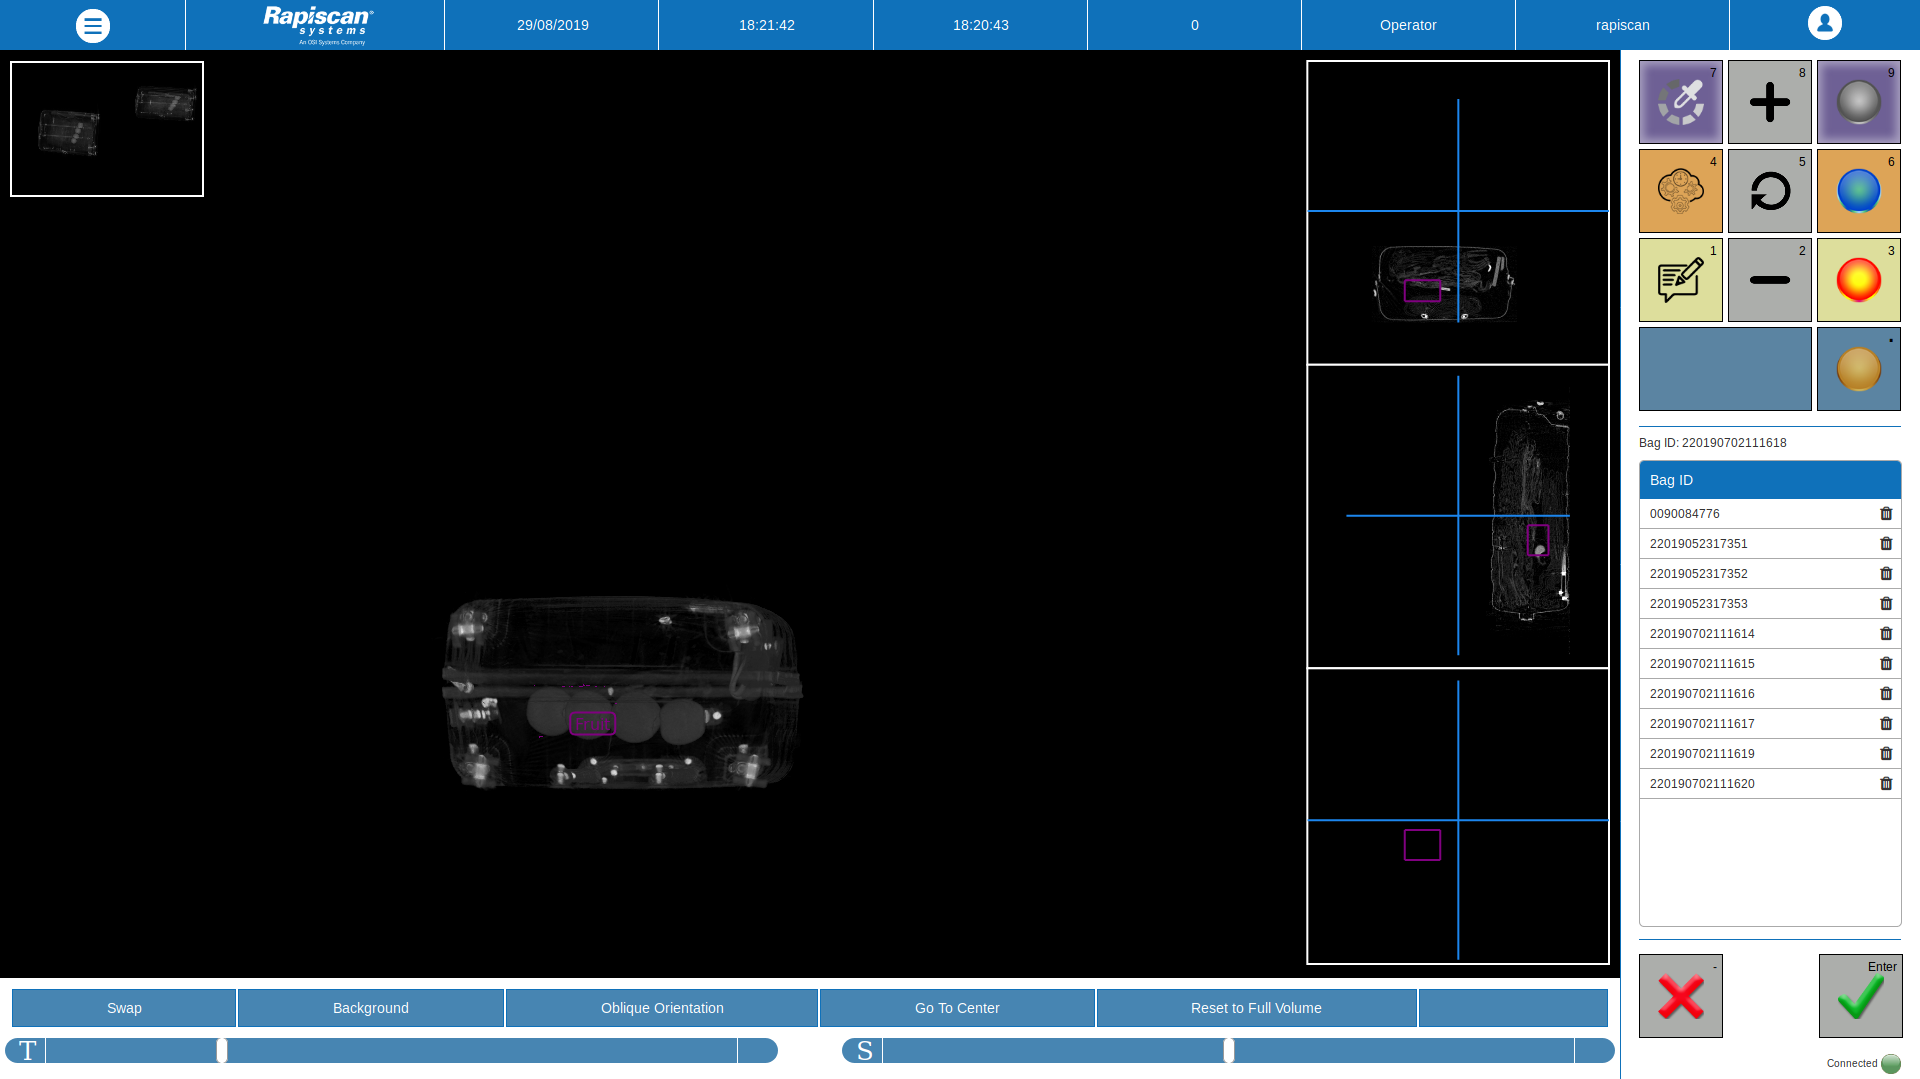 Rapiscan
systems
An OSI Systems Company
29/08/2019
18:21:42
18:20:43
0
Operator
rapiscan
7
8
9
4
5
6
1
2
3
.
Bag ID: 220190702111618
Bag ID
0090084776
22019052317351
22019052317352
22019052317353
220190702111614
220190702111615
220190702111616
220190702111617
220190702111619
220190702111620
-
Enter
Swap
Background
Oblique Orientation
Go To Center
Reset to Full Volume
T
S
Connected